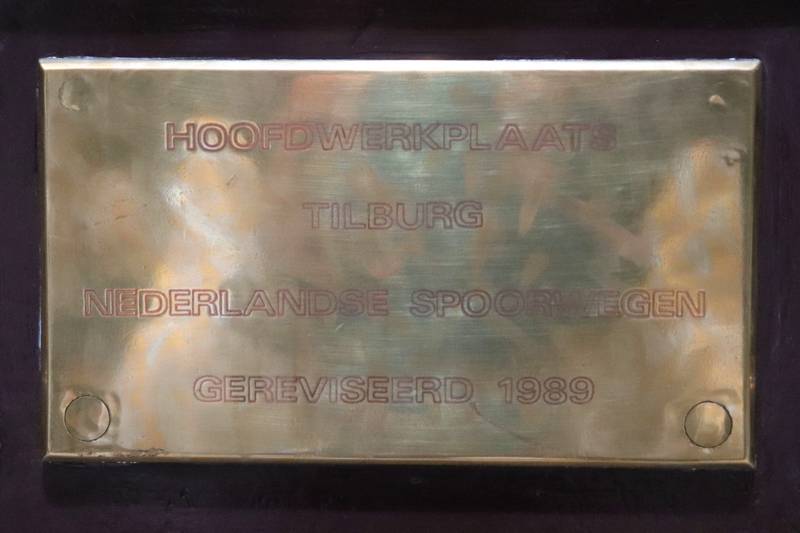 HOOFDWERKPLAATS
TILBURG
NEDERLANDSE SPOORWEGEN
GEREVISEERD 1989